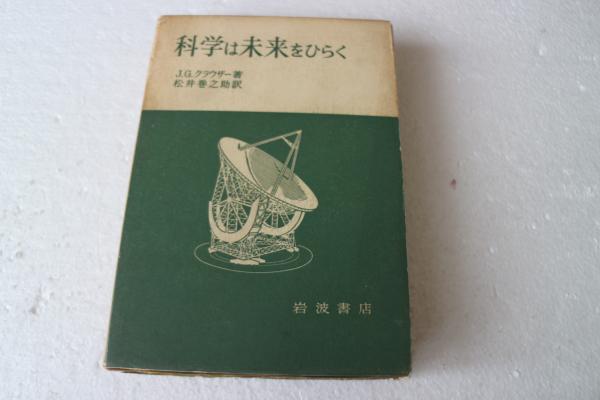 科学は未来をひらく
J.G.クラウザー著
松井巻之助訳
岩波書店